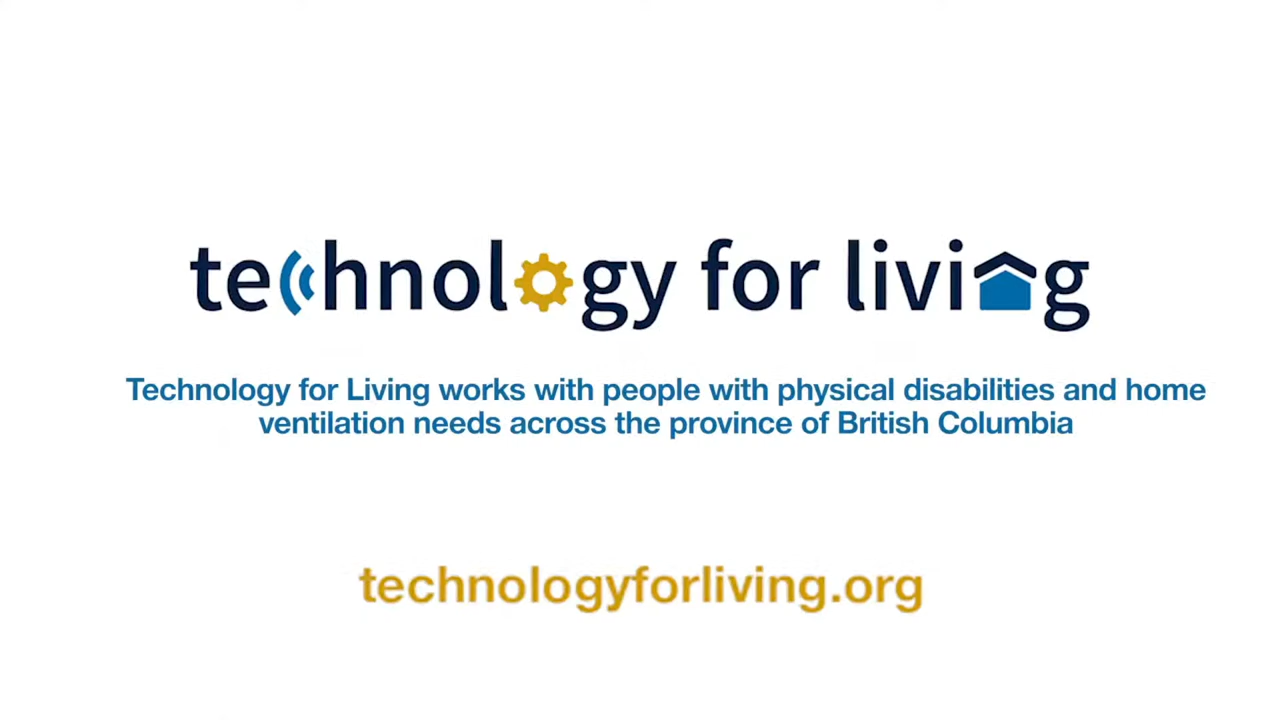 technology for living
Technology for Living works with people with physical disabilities and home
ventilation needs across the province of British Columbia
technologyforliving.org